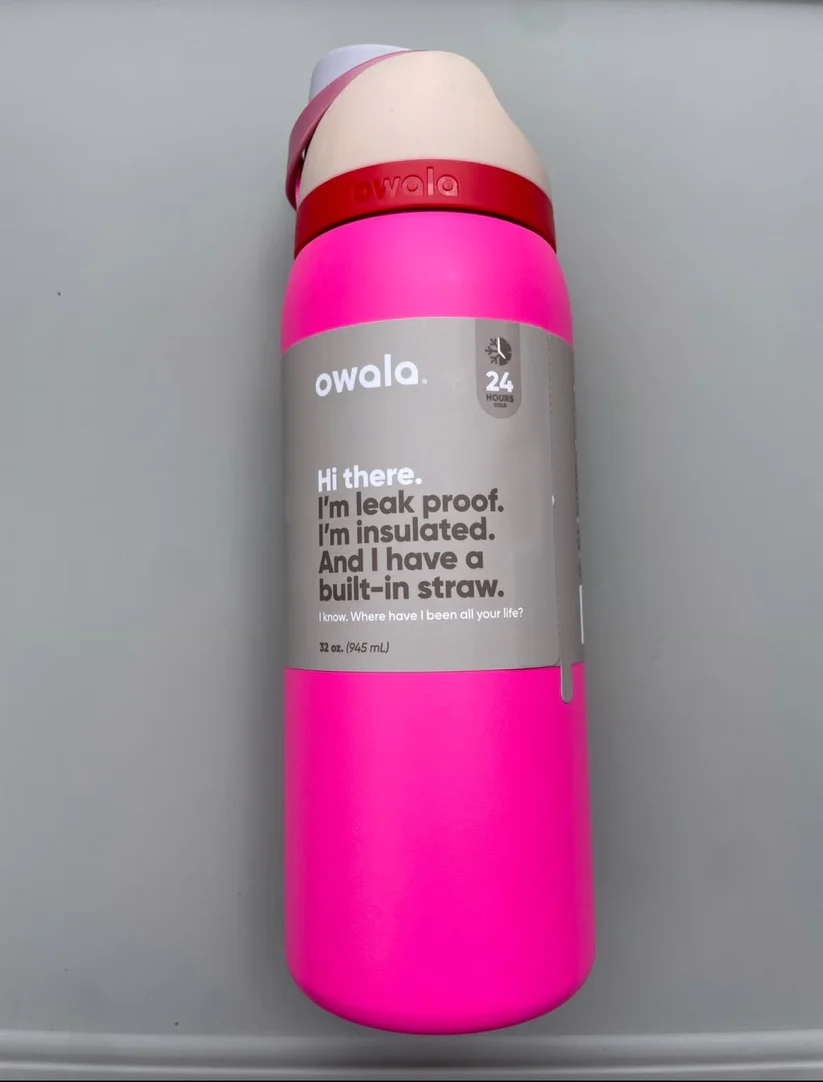 owala
owala.
24
HOURS
COLD
Hi there.
I'm leak proof.
I'm insulated.
And I have a
built-in straw.
I know. Where have I been all your life?
32 oz. (945 mL)